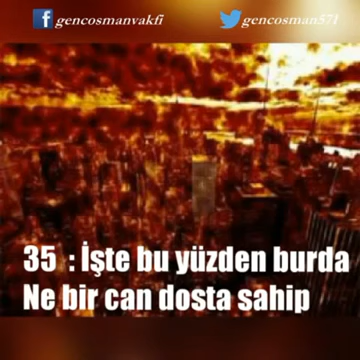 gencosmanvakfi gencosman571
35 : İşte bu yüzden burda
Ne bir can dosta sahip